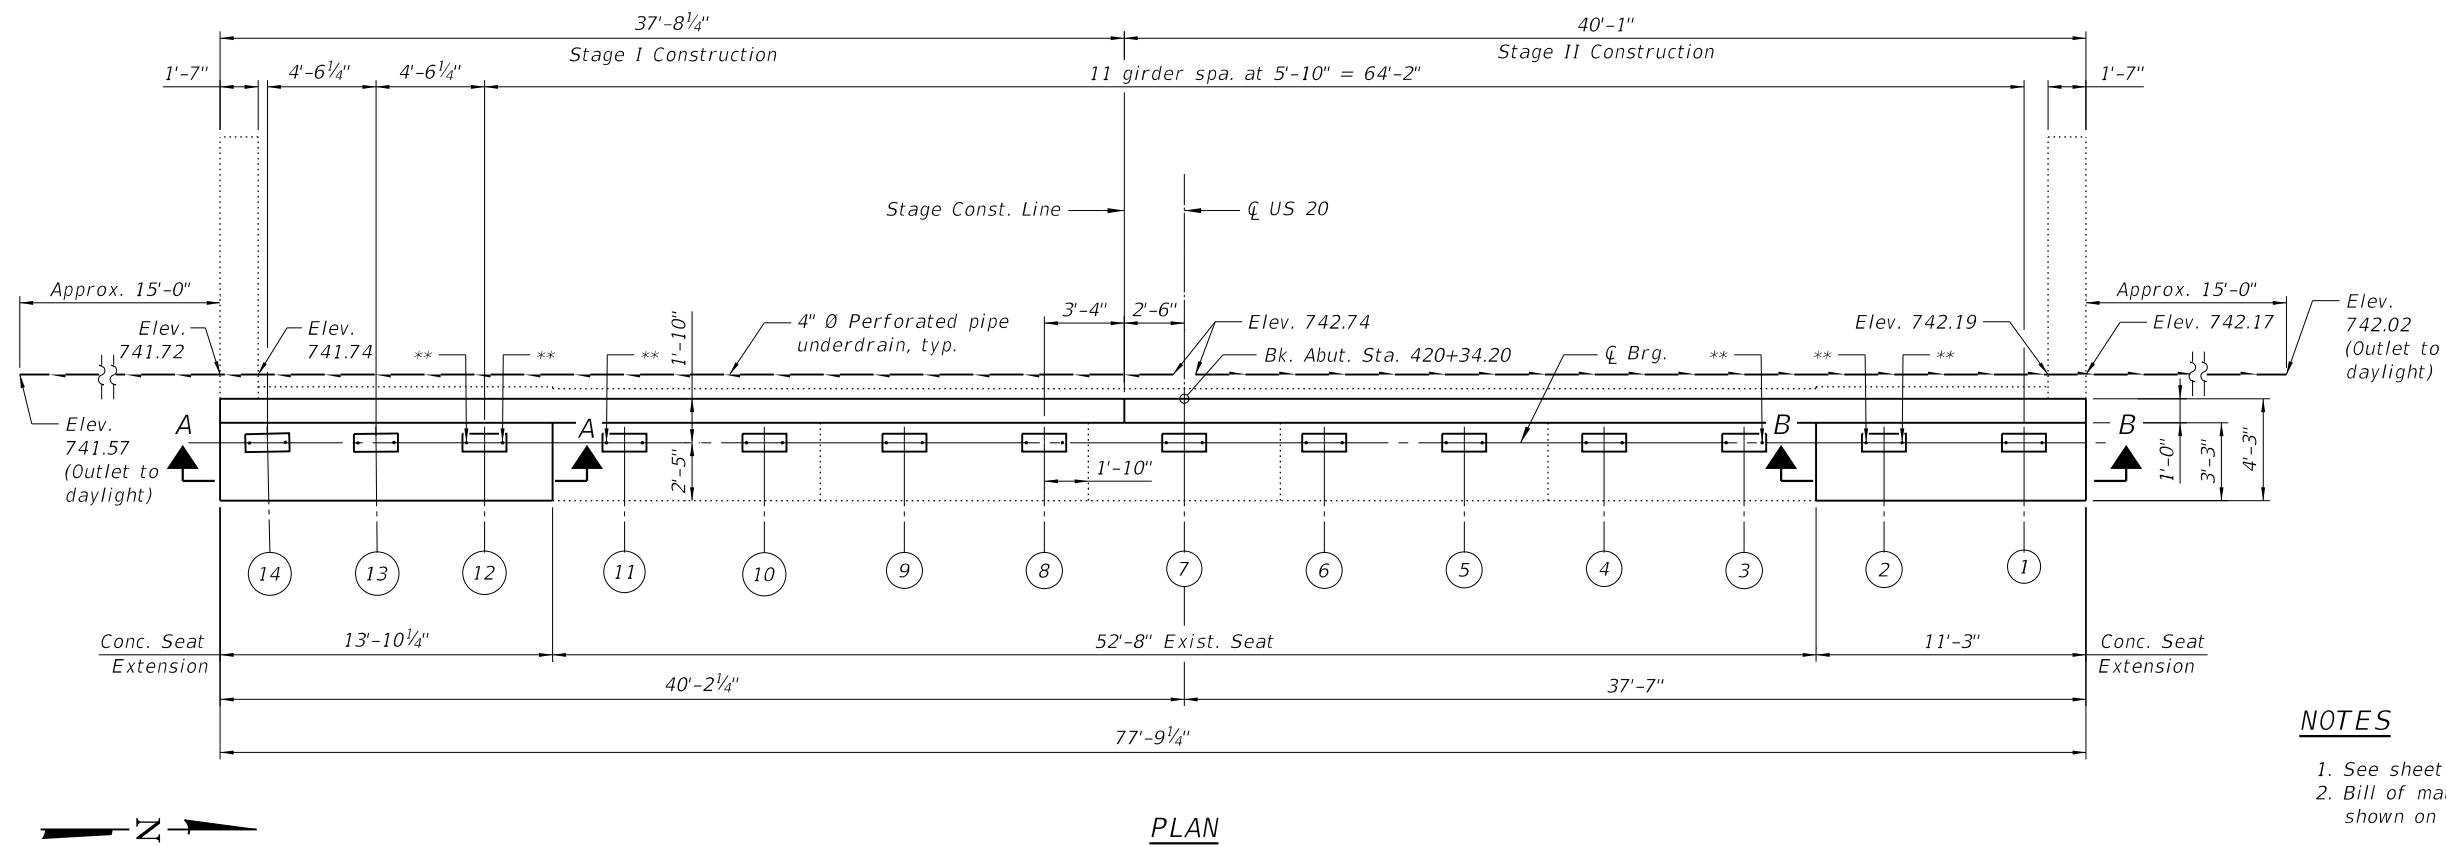 37'-8¼"
40'-1"
Stage I Construction
Stage II Construction
1'-7"
4'-6¼"
4'-6¼"
11 girder spa. at 5'-10" = 64'-2"
1'-7"
Stage Const. Line
℄ US 20
Approx. 15'-0"
Approx. 15'-0"
Elev.
741.72
Elev.
741.74
**
**
**
1'-10"
4" Ø Perforated pipe
underdrain, typ.
3'-4"
2'-6"
Elev. 742.74
Bk. Abut. Sta. 420+34.20
℄ Brg.
**
**
**
Elev. 742.19
Elev. 742.17
Elev.
742.02
(Outlet to
daylight)
Elev.
741.57
(Outlet to
daylight)
A
A
B
B
2'-5"
1'-10"
1'-0"
3'-3"
4'-3"
14
13
12
11
10
9
8
7
6
5
4
3
2
1
Conc. Seat
Extension
13'-10¼"
52'-8" Exist. Seat
11'-3"
Conc. Seat
Extension
40'-2¼"
37'-7"
77'-9¼"
N
PLAN
NOTES
1. See sheet
2. Bill of
shown on